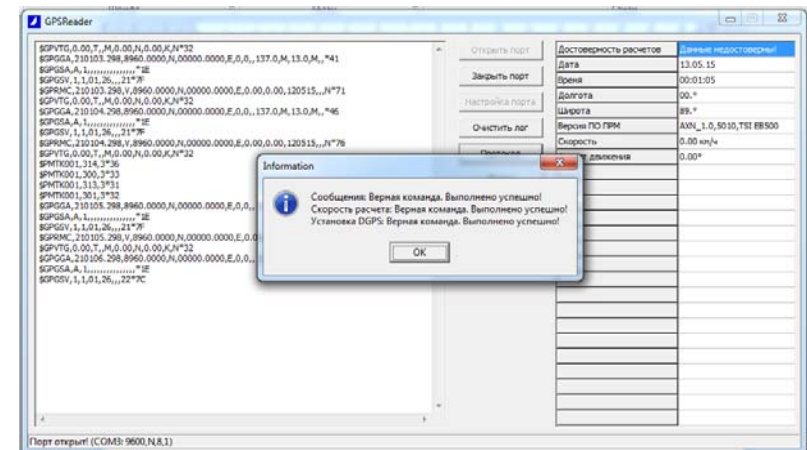 GPSReader
$GPVTG,0.00,T,,M,0.00,N,0.00,K,N*32
$GPGGA,210103.298,8960.0000,N,00000.0000,E,0,0,,137.0,M,13.0,M,,*41
$GPGSA,A,1,,,,,,,,,,,,,,,*1E
$GPGSV,1,1,01,26,,,21*7F
$GPRMC,210103.298,V,8960.0000,N,00000.0000,E,0.00,0.00,120515,,,N*71
$GPVTG,0.00,T,,M,0.00,N,0.00,K,N*32
$GPGGA,210104.298,8960.0000,N,00000.0000,E,0,0,,137.0,M,13.0,M,,*46
$GPGSA,A,1,,,,,,,,,,,,,,,*1E
$GPGSV,1,1,01,26,,,21*7F
$GPRMC,210104.298,V,8960.0000,N,00000.0000,E,0.00,0.00,120515,,,N*76
$GPVTG,0.00,T,,M,0.00,N,0.00,K,N*32
$PMTK001,314,3*36
$PMTK001,300,3*33
$PMTK001,313,3*31
$PMTK001,301,3*32
$GPGGA,210105.298,8960.0000,N,00000.0000,E,0,0,,
$GPGSA,A,1,,,,,,,,,,,,,,,*1E
$GPGSV,1,1,01,26,,,21*7F
$GPRMC,210105.298,V,8960.0000,N,00000.0000,E,0.0
$GPVTG,0.00,T,,M,0.00,N,0.00,K,N*32
$GPGGA,210106.298,8960.0000,N,00000.0000,E,0,0,,
$GPGSA,A,1,,,,,,,,,,,,,,,*1E
$GPGSV,1,1,01,26,,,22*7C
Открыть порт
Закрыть порт
Настройка порта
Очистить лог
Протокол
Достоверность расчетов Данные недостоверны!
Дата 13.05.15
Время 00:01:05
Долгота 00.°
Широта 89.°
Версия ПО ПРМ AXN_1.0,5010,TSI EB500
Скорость 0.00 км/ч
движения 0.00°
Information
Сообщения: Верная команда. Выполнено успешно!
Скорость расчета: Верная команда. Выполнено успешно!
Установка DGPS: Верная команда. Выполнено успешно!
OK
Порт открыт! (COM3: 9600,N,8,1)